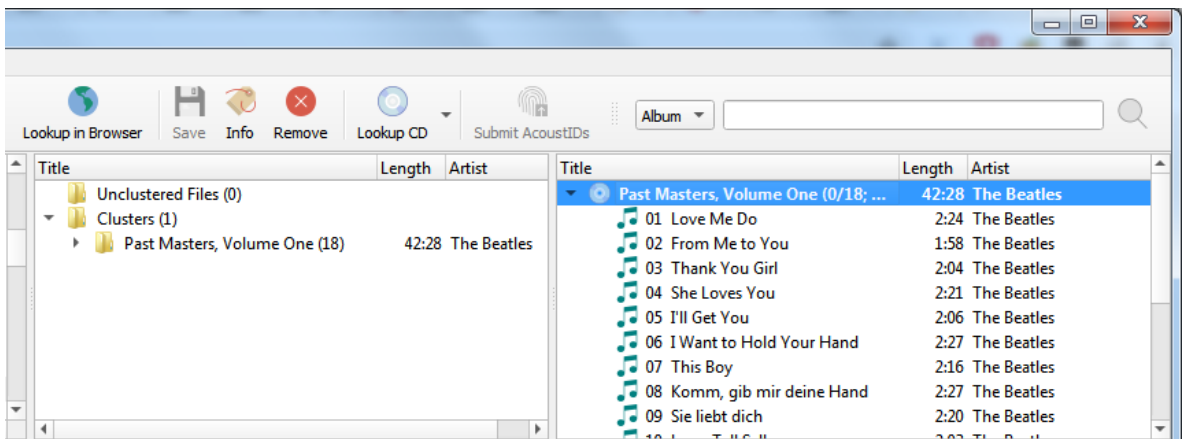 Lookup in Browser Save Info Remove Lookup CD Submit AcoustIDs Album
Title Length Artist
Unclustered Files (0)
Clusters (1)
Past Masters, Volume One (18) 42:28 The Beatles
Title Length Artist
Past Masters, Volume One (0/18; ... 42:28 The Beatles
01 Love Me Do 2:24 The Beatles
02 From Me to You 1:58 The Beatles
03 Thank You Girl 2:04 The Beatles
04 She Loves You 2:21 The Beatles
05 I'll Get You 2:06 The Beatles
06 I Want to Hold Your Hand 2:27 The Beatles
07 This Boy 2:16 The Beatles
08 Komm, gib mir deine Hand 2:27 The Beatles
09 Sie liebt dich 2:20 The Beatles